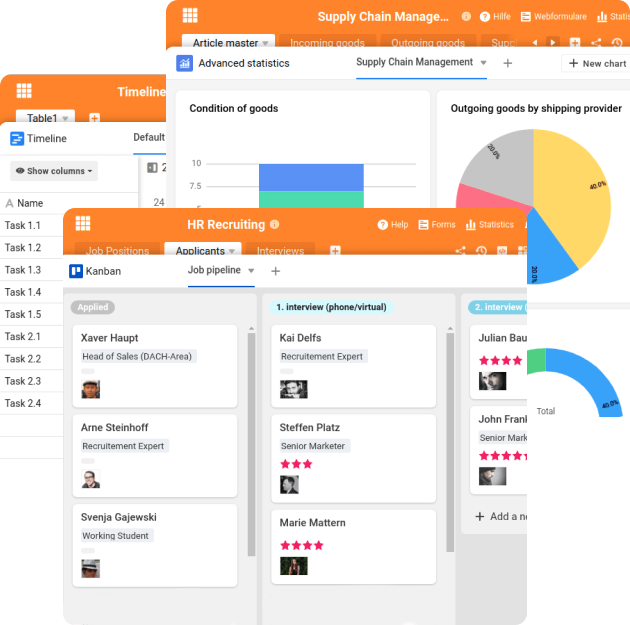 Supply Chain Manage...
Hilfe
Webformulare
Article master
Incoming goods
Outgoing goods
Advanced statistics
Supply Chain Management
+ New chart
Condition of goods
10
7.5
Outgoing goods by shipping provider
20.0%
40.0%
20.0%
Total
40.0%
Timeline
Table1
Timeline
Default
Show columns
24
Name
Task 1.1
Task 1.2
Task 1.3
Task 1.4
Task 1.5
Task 2.1
Task 2.2
Task 2.3
Task 2.4
HR Recruiting
Help
Forms
Statistics
Job Positions
Applicants
Interviews
Kanban
Job pipeline
Applied
Xaver Haupt
Head of Sales (DACH-Area)
Arne Steinhoff
Recruitement Expert
Svenja Gajewski
Working Student
1. interview (phone/virtual)
Kai Delfs
Recruitement Expert
Steffen Platz
Senior Marketer
Marie Mattern
2. interview (
Julian Bau
John Frank
Senior Mark
+ Add a ne